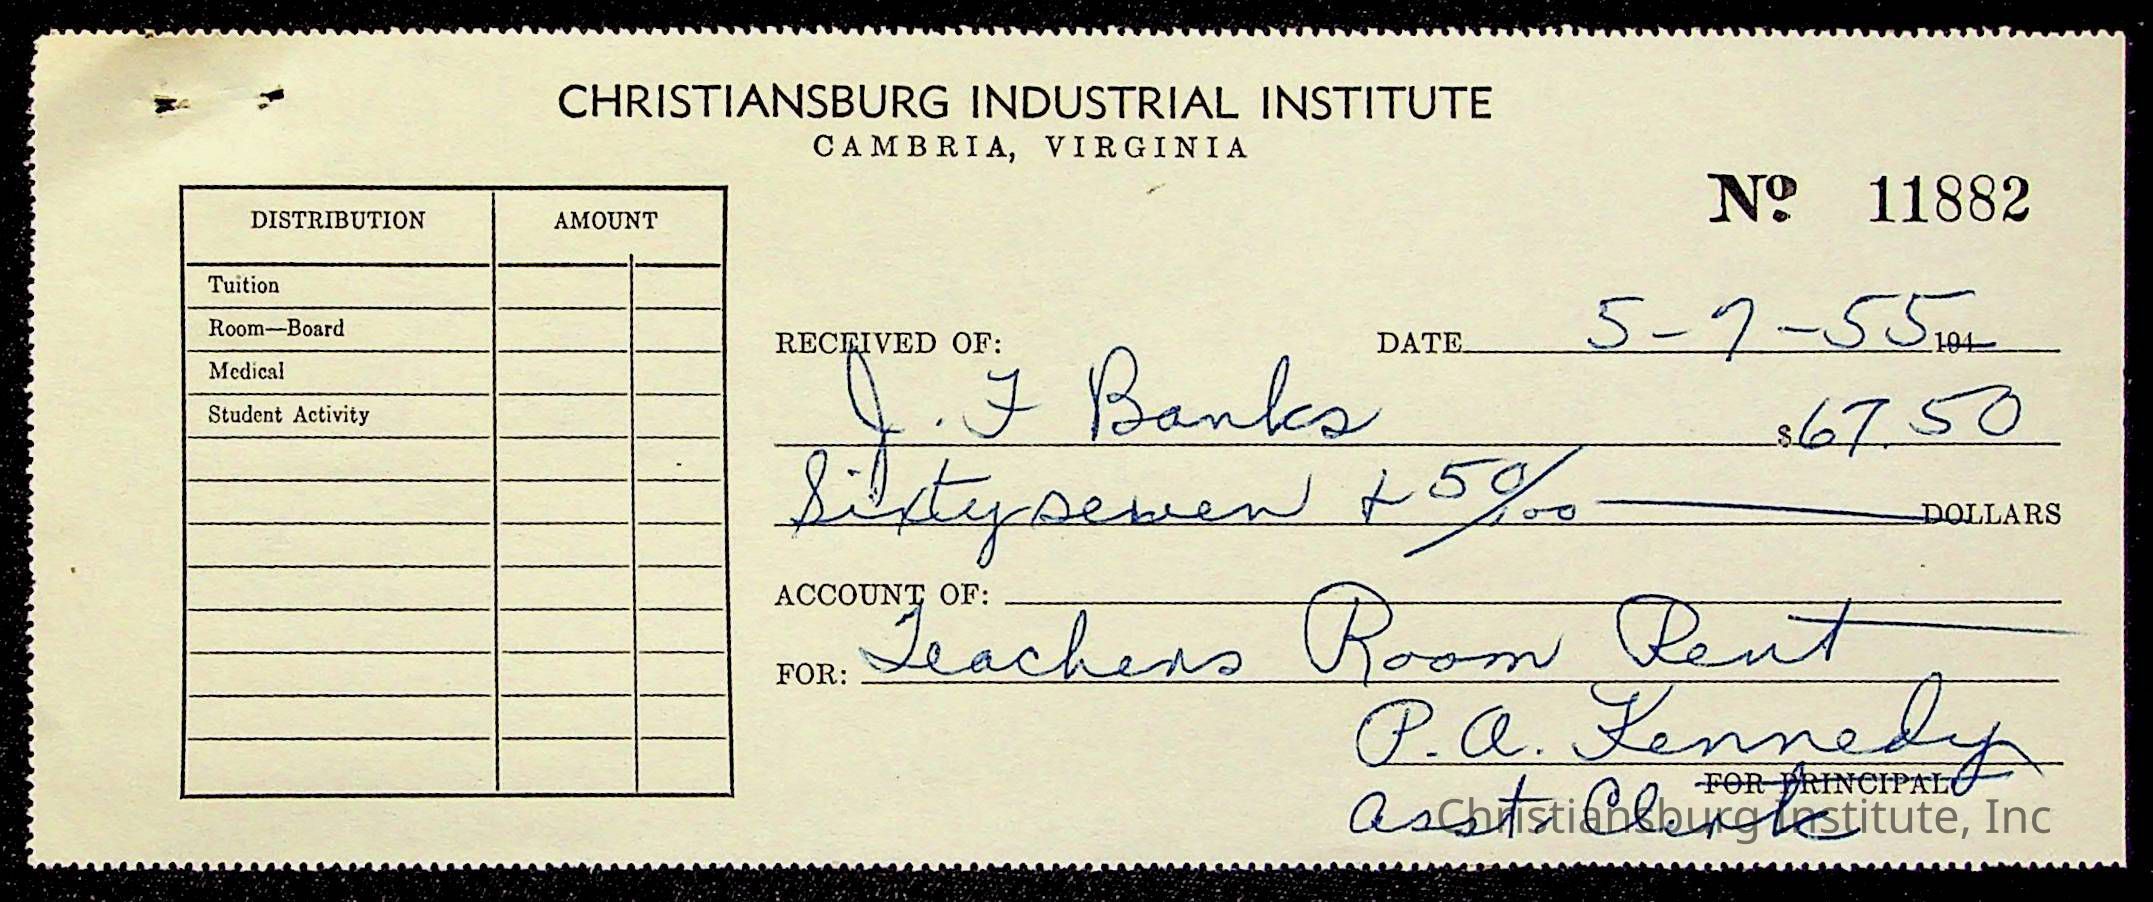 CHRISTIANSBURG INDUSTRIAL INSTITUTE
CAMBRIA, VIRGINIA
Nº. 11882
DISTRIBUTION AMOUNT
Tuition
Room—Board
Medical
Student Activity
RECEIVED OF: DATE 5-7-55 194
J. F Banks $67.50
Sixty seven + 50/100 DOLLARS
ACCOUNT OF:
FOR: Teachers Room Rent
P. A. Kennedy
FOR PRINCIPAL
Asst. Clerk
Christiansburg Institute, Inc